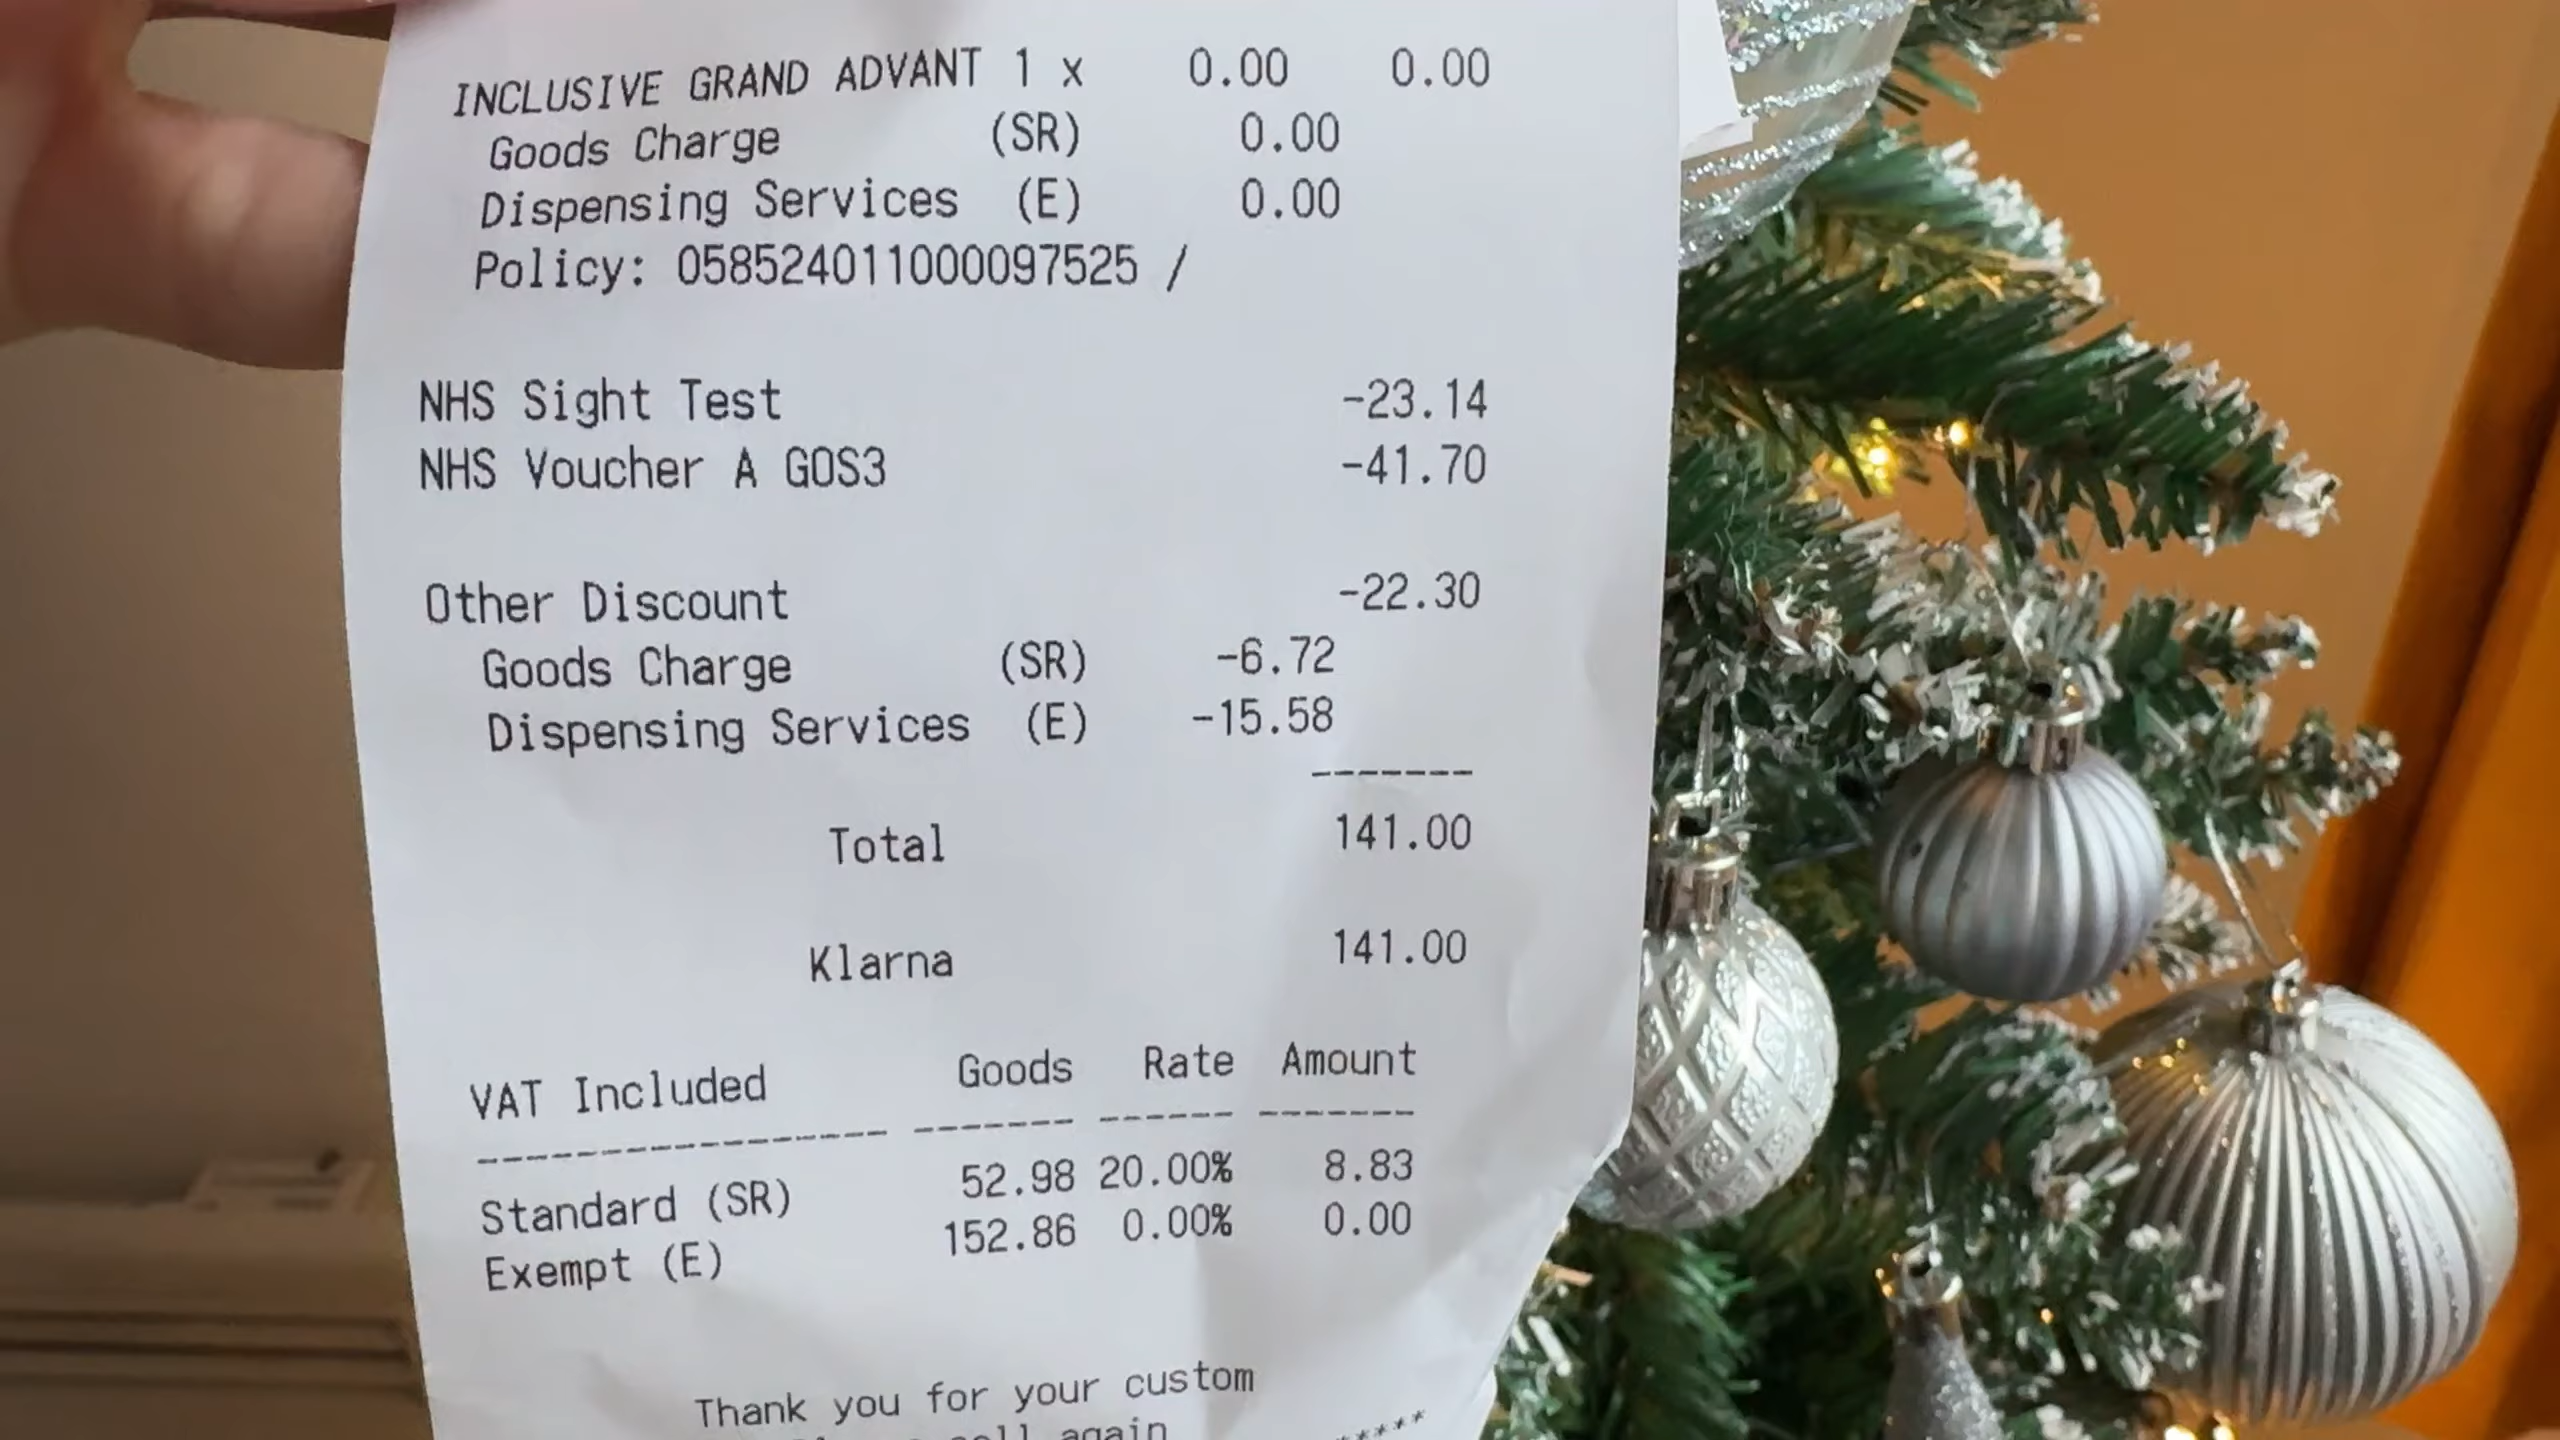 INCLUSIVE GRAND ADVANT 1 x 0.00 0.00
Goods Charge (SR) 0.00
Dispensing Services (E) 0.00
Policy: 058524011000097525 /
NHS Sight Test -23.14
NHS Voucher A GOS3 -41.70
Other Discount -22.30
Goods Charge (SR) -6.72
Dispensing Services (E) -15.58
-------
Total 141.00
Klarna 141.00
VAT Included Goods Rate Amount
---------------- ------- ------ -------
Standard (SR) 52.98 20.00% 8.83
Exempt (E) 152.86 0.00% 0.00
Thank you for your custom
call again